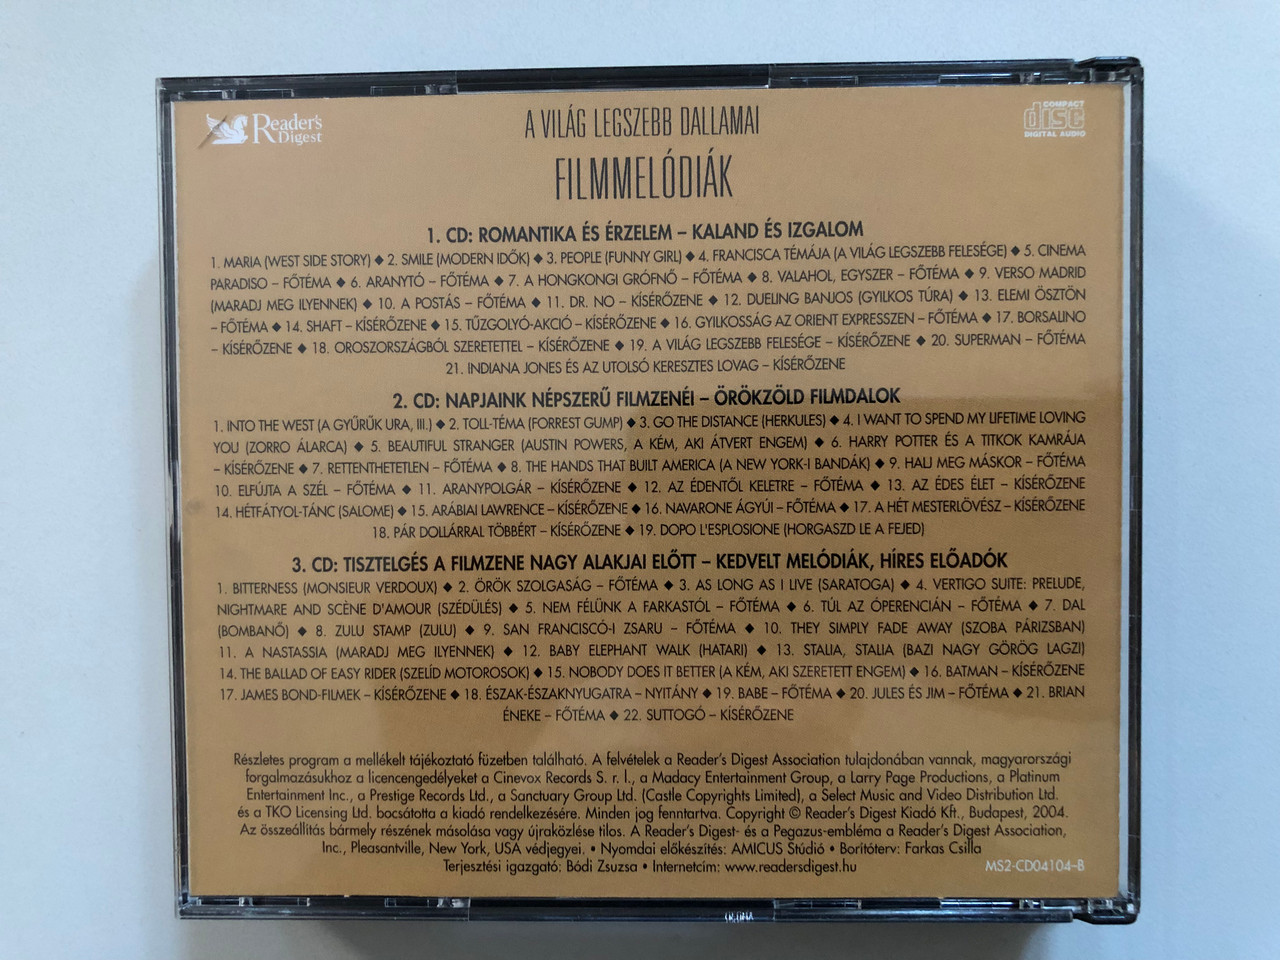 Reader's
Digest
A VILÁG LEGSZEBB DALLAMAI
FILMMELÓDIÁK
COMPACT
disc
DIGITAL AUDIO
1. CD: ROMANTIKA ÉS ÉRZELEM – KALAND ÉS IZGALOM
1. MARIA (WEST SIDE STORY) ◆ 2. SMILE (MODERN IDŐK) ◆ 3. PEOPLE (FUNNY GIRL) ◆ 4. FRANCISCA TÉMÁJA (A VILÁG LEGSZEBB FELESÉGE) ◆ 5. CINEMA
PARADISO – FŐTÉMA ◆ 6. ARANYTÓ – FŐTÉMA ◆ 7. A HONGKONGI GRÓFNŐ – FŐTÉMA ◆ 8. VALAHOL, EGYSZER – FŐTÉMA ◆ 9. VERSO MADRID
(MARADJ MEG ILYENNEK) ◆ 10. A POSTÁS – FŐTÉMA ◆ 11. DR. NO – KÍSÉRŐZENE ◆ 12. DUELING BANJOS (GYILKOS TÚRA) ◆ 13. ELEMI ÖSZTÖN
– FŐTÉMA ◆ 14. SHAFT – KÍSÉRŐZENE ◆ 15. TŰZGOLYÓ-AKCIÓ – KÍSÉRŐZENE ◆ 16. GYILKOSSÁG AZ ORIENT EXPRESSZEN – FŐTÉMA ◆ 17. BORSALINO
– KÍSÉRŐZENE ◆ 18. OROSZORSZÁGBÓL SZERETETTEL – KÍSÉRŐZENE ◆ 19. A VILÁG LEGSZEBB FELESÉGE – KÍSÉRŐZENE ◆ 20. SUPERMAN – FŐTÉMA
21. INDIANA JONES ÉS AZ UTOLSÓ KERESZTES LOVAG – KÍSÉRŐZENE
2. CD: NAPJAINK NÉPSZERŰ FILMZENÉI – ÖRÖKZÖLD FILMDALOK
1. INTO THE WEST (A GYŰRŰK URA, III.) ◆ 2. TOLL-TÉMA (FORREST GUMP) ◆ 3. GO THE DISTANCE (HERKULES) ◆ 4. I WANT TO SPEND MY LIFETIME LOVING
YOU (ZORRO ÁLARCA) ◆ 5. BEAUTIFUL STRANGER (AUSTIN POWERS, A KÉM, AKI ÁTVERT ENGEM) ◆ 6. HARRY POTTER ÉS A TITKOK KAMRÁJA
– KÍSÉRŐZENE ◆ 7. RETTENTHETETLEN – FŐTÉMA ◆ 8. THE HANDS THAT BUILT AMERICA (A NEW YORK-I BANDÁK) ◆ 9. HALJ MEG MÁSKOR – FŐTÉMA
10. ELFÚJTA A SZÉL – FŐTÉMA ◆ 11. ARANYPOLGÁR – KÍSÉRŐZENE ◆ 12. AZ ÉDENTŐL KELETRE – FŐTÉMA ◆ 13. AZ ÉDES ÉLET – KÍSÉRŐZENE
14. HÉTFÁTYOL-TÁNC (SALOME) ◆ 15. ARÁBIAI LAWRENCE – KÍSÉRŐZENE ◆ 16. NAVARONE ÁGYÚI – FŐTÉMA ◆ 17. A HÉT MESTERLÖVÉSZ – KÍSÉRŐZENE
18. PÁR DOLLÁRRAL TÖBBÉRT – KÍSÉRŐZENE ◆ 19. DOPO L'ESPLOSIONE (HORGASZD LE A FEJED)
3. CD: TISZTELGÉS A FILMZENE NAGY ALAKJAI ELŐTT – KEDVELT MELÓDIÁK, HÍRES ELŐADÓK
1. BITTERNESS (MONSIEUR VERDOUX) ◆ 2. ÖRÖK SZOLGASÁG – FŐTÉMA ◆ 3. AS LONG AS I LIVE (SARATOGA) ◆ 4. VERTIGO SUITE: PRELUDE,
NIGHTMARE AND SCÈNE D'AMOUR (SZÉDÜLÉS) ◆ 5. NEM FÉLÜNK A FARKASTÓL – FŐTÉMA ◆ 6. TÚL AZ ÓPERENCIÁN – FŐTÉMA ◆ 7. DAL
(BOMBANŐ) ◆ 8. ZULU STAMP (ZULU) ◆ 9. SAN FRANCISCÓ-I ZSARU – FŐTÉMA ◆ 10. THEY SIMPLY FADE AWAY (SZOBA PÁRIZSBAN)
11. A NASTASSIA (MARADJ MEG ILYENNEK) ◆ 12. BABY ELEPHANT WALK (HATARI) ◆ 13. STALIA, STALIA (BAZI NAGY GÖRÖG LAGZI)
14. THE BALLAD OF EASY RIDER (SZELÍD MOTOROSOK) ◆ 15. NOBODY DOES IT BETTER (A KÉM, AKI SZERETETT ENGEM) ◆ 16. BATMAN – KÍSÉRŐZENE
17. JAMES BOND-FILMEK – KÍSÉRŐZENE ◆ 18. ÉSZAK-ÉSZAKNYUGATRA – NYITÁNY ◆ 19. BABE – FŐTÉMA ◆ 20. JULES ÉS JIM – FŐTÉMA ◆ 21. BRIAN
ÉNEKE – FŐTÉMA ◆ 22. SUTTOGÓ – KÍSÉRŐZENE
Részletes program a mellékelt tájékoztató füzetben található. A felvételek a Reader's Digest Association tulajdonában vannak, magyarországi
forgalmazásukhoz a licencengedélyeket a Cinevox Records S. r. l., a Madacy Entertainment Group, a Larry Page Productions, a Platinum
Entertainment Inc., a Prestige Records Ltd., a Sanctuary Group Ltd. (Castle Copyrights Limited), a Select Music and Video Distribution Ltd.
és a TKO Licensing Ltd. bocsátotta a kiadó rendelkezésére. Minden jog fenntartva. Copyright © Reader's Digest Kiadó Kft., Budapest, 2004.
Az összeállítás bármely részének másolása vagy újraközlése tilos. A Reader's Digest- és a Pegazus-embléma a Reader's Digest Association,
Inc., Pleasantville, New York, USA védjegyei. • Nyomdai előkészítés: AMICUS Stúdió • Borítóterv: Farkas Csilla
Terjesztési igazgató: Bódi Zsuzsa • Internetcím: www.readersdigest.hu
MS2-CD04104-B